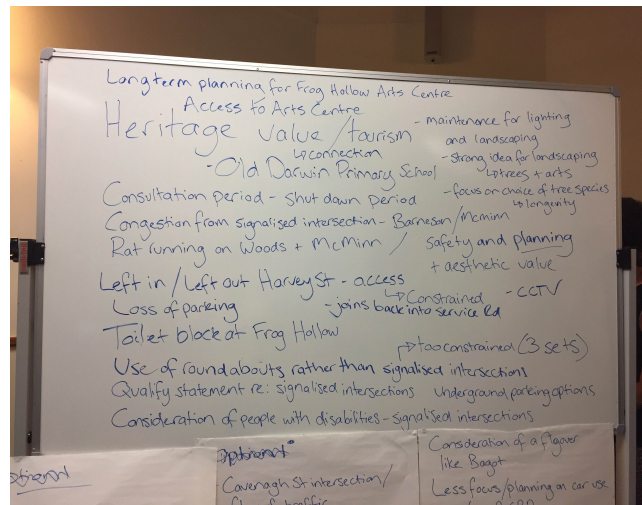 Long term planning for Frog Hollow Arts Centre
Access to Arts Centre
Heritage value/tourism
↳connection
- Old Darwin Primary School
- maintenance for lighting
and landscaping
- strong idea for landscaping
↳trees + arts
- focus on choice of tree species
↳longevity
Consultation period - shut down period
Congestion from signalised intersection - Barneson/Mcminn
Rat running on Woods + McMinn /
Safety and planning
+ aesthetic value
- CCTV
Left in/Left out Harvey St - access
↳Constrained
Loss of parking
- joins back into service Rd
Toilet block at Frog Hollow
↱too constrained (3 sets)
Use of roundabouts rather than signalised intersections
Qualify statement re: signalised intersections
Underground parking options
Consideration of people with disabilities - signalised intersections
Cavenagh St intersection/
Consideration of a flyover
like Bagot
Less focus/planning on car use